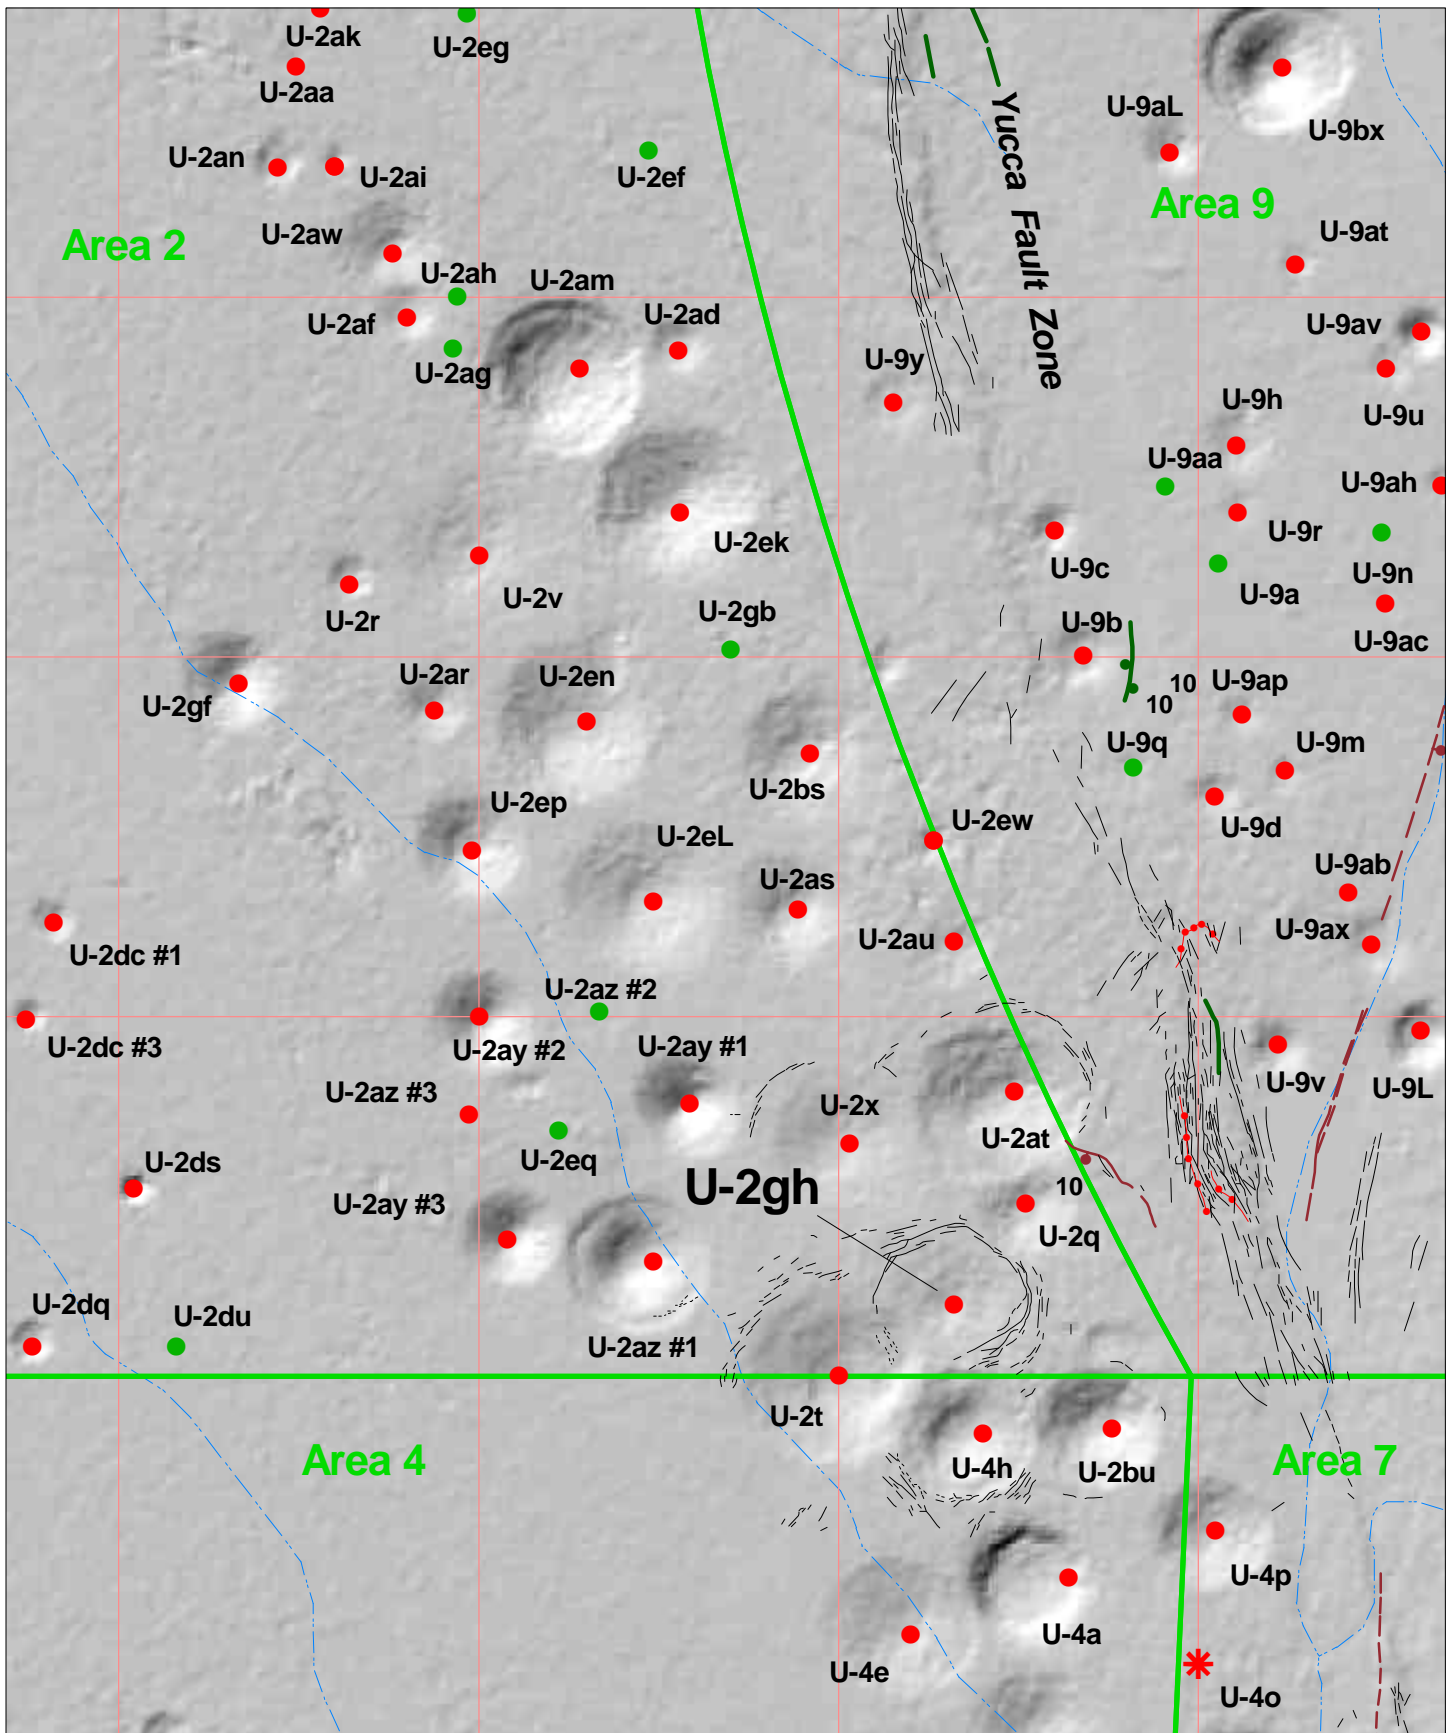 U-2ak
U-2eg
U-2aa
U-9aL
U-9bx
Yucca Fault Zone
U-2an
U-2ai
U-2ef
Area 9
U-2aw
Area 2
U-2ah
U-2am
U-9at
U-2af
U-2ad
U-9av
U-2ag
U-9y
U-9u
U-9h
U-9aa
U-9ah
U-2ek
U-9r
U-9c
U-9n
U-2v
U-9a
U-2r
U-2gb
U-9b
U-9ac
U-2ar
U-2en
10
U-9ap
U-2gf
10
U-9q
U-9m
U-2bs
U-2ep
U-2ew
U-9d
U-2eL
U-9ab
U-2as
U-2dc #1
U-2au
U-9ax
U-2az #2
U-2dc #3
U-2ay #2
U-2ay #1
U-9v
U-9L
U-2az #3
U-2x
U-2at
U-2ds
U-2eq
U-2gh
10
U-2ay #3
U-2q
U-2dq
U-2du
U-2az #1
U-2t
Area 4
U-4h
U-2bu
Area 7
U-4p
U-4a
U-4e
U-4o